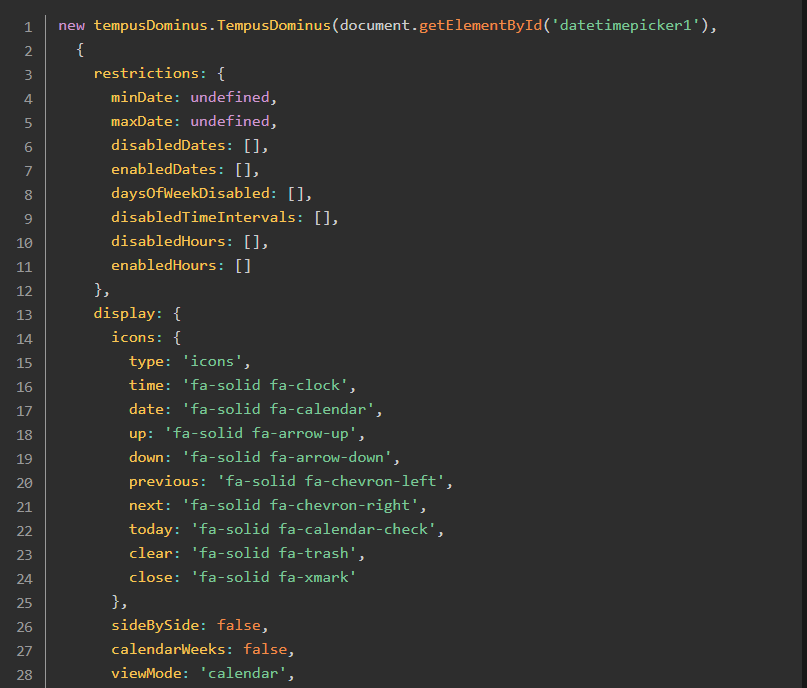 1 new tempusDominus.TempusDominus(document.getElementById('datetimepicker1'),
2   {
3     restrictions: {
4       minDate: undefined,
5       maxDate: undefined,
6       disabledDates: [],
7       enabledDates: [],
8       daysOfWeekDisabled: [],
9       disabledTimeIntervals: [],
10       disabledHours: [],
11       enabledHours: []
12     },
13     display: {
14       icons: {
15         type: 'icons',
16         time: 'fa-solid fa-clock',
17         date: 'fa-solid fa-calendar',
18         up: 'fa-solid fa-arrow-up',
19         down: 'fa-solid fa-arrow-down',
20         previous: 'fa-solid fa-chevron-left',
21         next: 'fa-solid fa-chevron-right',
22         today: 'fa-solid fa-calendar-check',
23         clear: 'fa-solid fa-trash',
24         close: 'fa-solid fa-xmark'
25       },
26       sideBySide: false,
27       calendarWeeks: false,
28       viewMode: 'calendar',